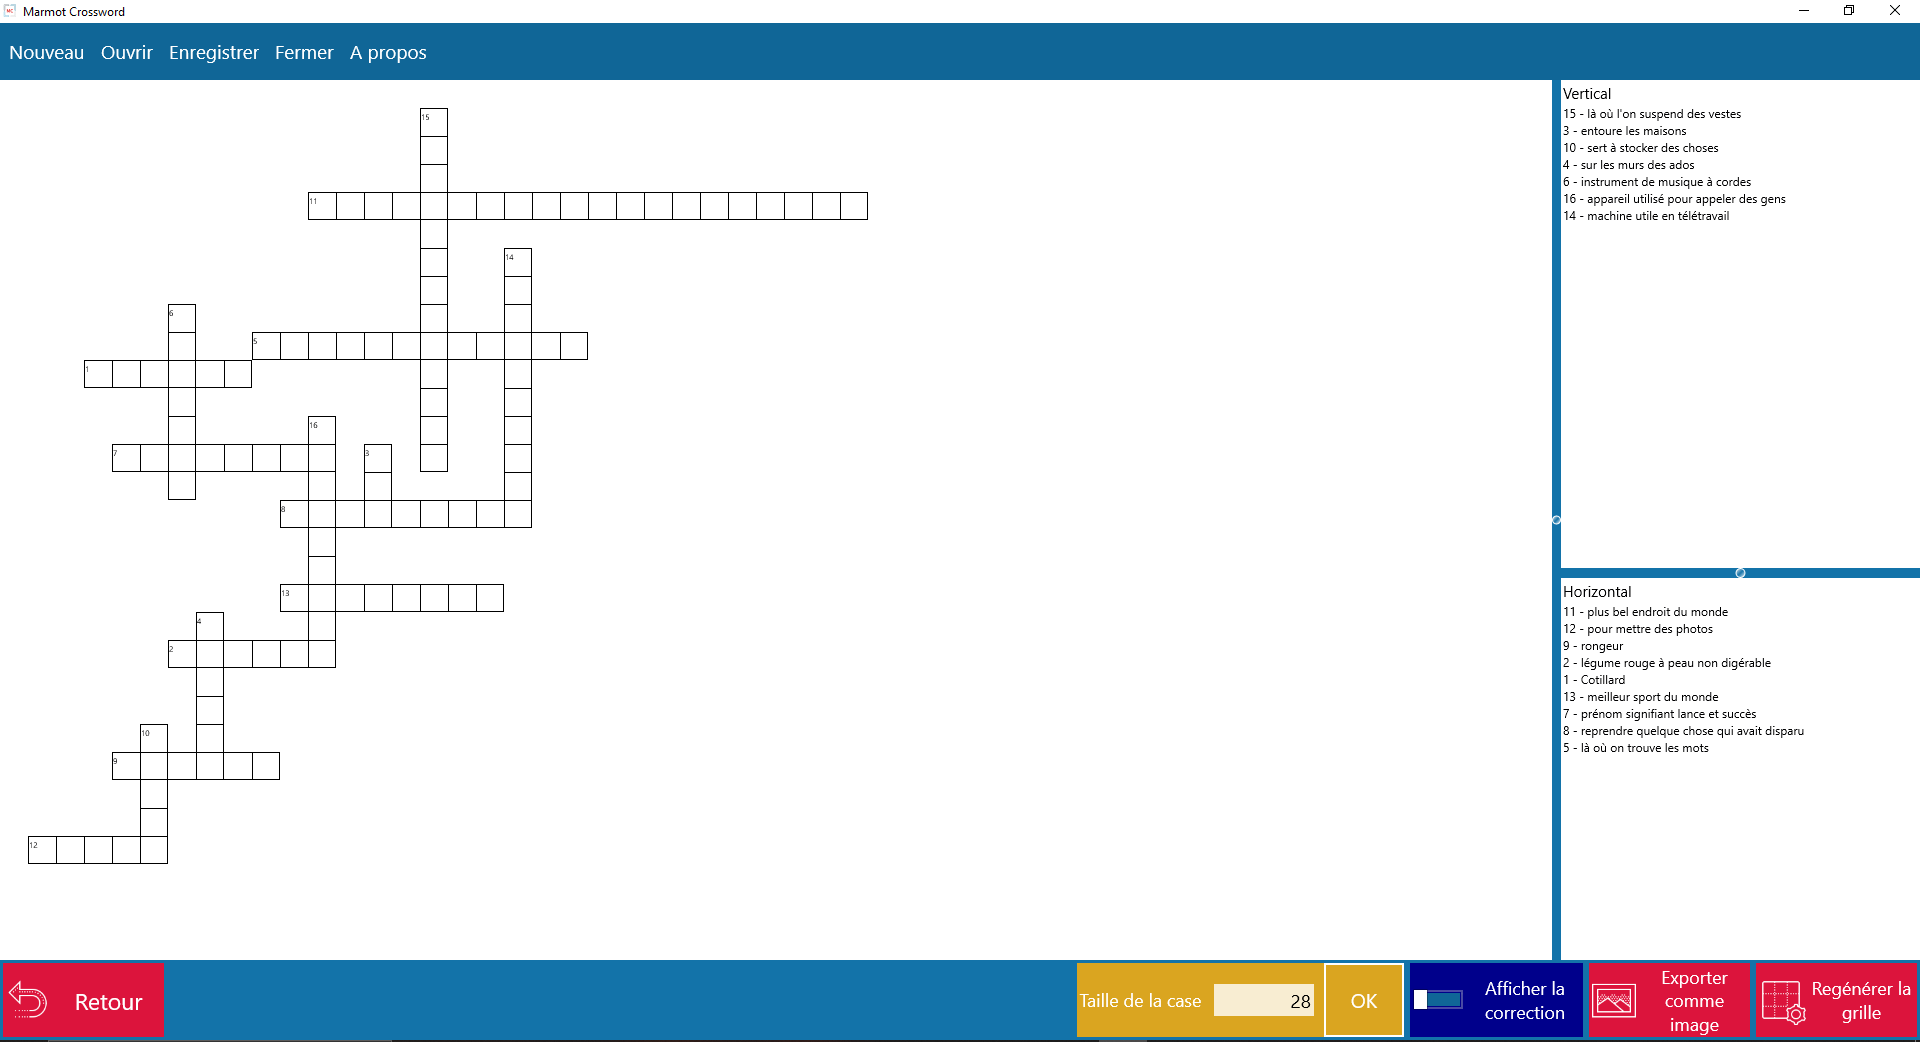 Marmot Crossword
Nouveau Ouvrir Enregistrer Fermer A propos
15
11
14
6
5
1
16
7
3
8
13
4
2
10
9
12
Vertical
15 - là où l'on suspend des vestes
3 - entoure les maisons
10 - sert à stocker des choses
4 - sur les murs des ados
6 - instrument de musique à cordes
16 - appareil utilisé pour appeler des gens
14 - machine utile en télétravail
Horizontal
11 - plus bel endroit du monde
12 - pour mettre des photos
9 - rongeur
2 - légume rouge à peau non digérable
1 - Cotillard
13 - meilleur sport du monde
7 - prénom signifiant lance et succès
8 - reprendre quelque chose qui avait disparu
5 - là où on trouve les mots
Retour
Taille de la case 28 OK
Afficher la
correction
Exporter
comme
image
Regénérer la
grille